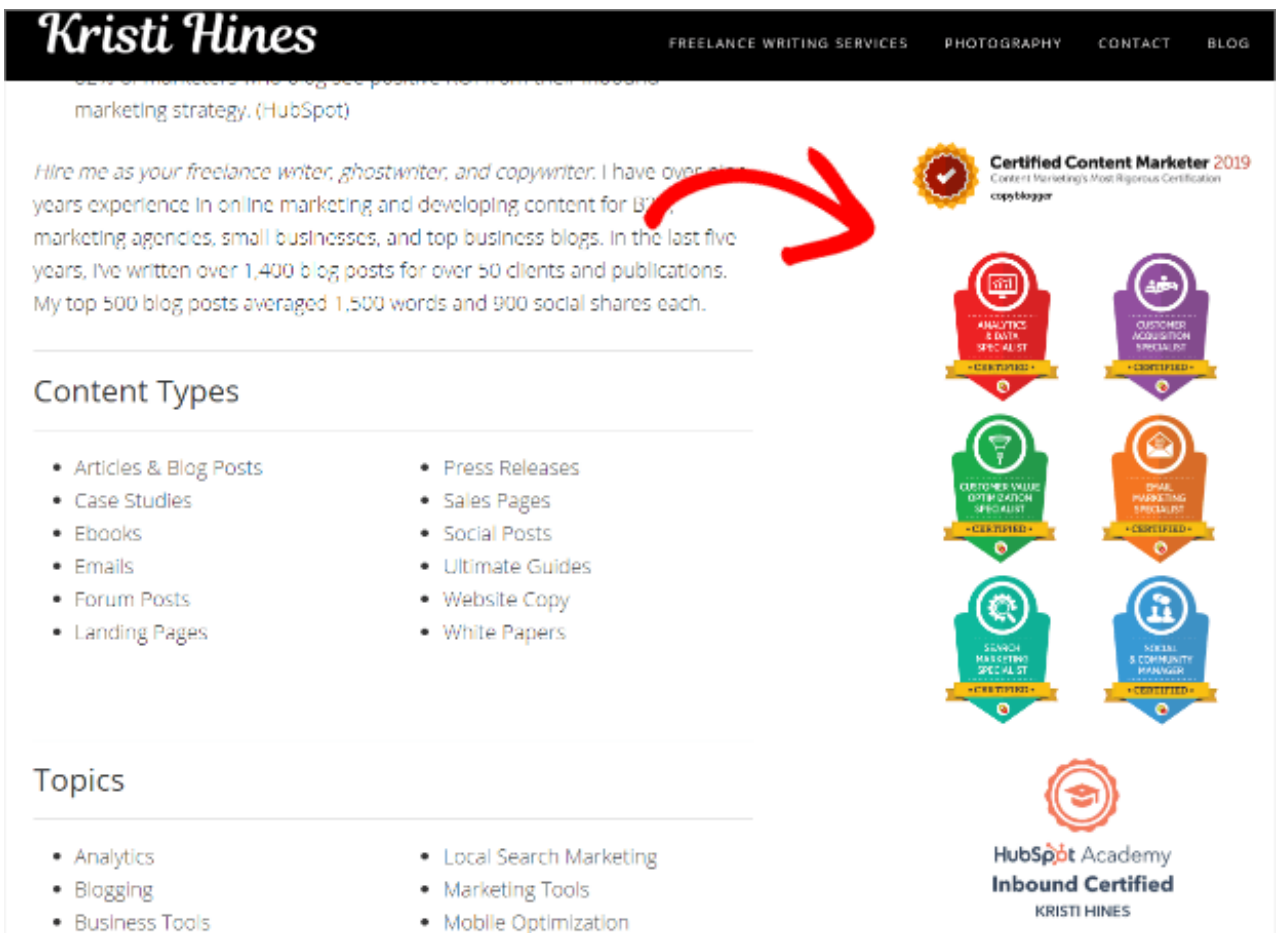 Kristi Hines
FREELANCE WRITING SERVICES PHOTOGRAPHY CONTACT BLOG
marketing strategy. (HubSpot)
Hire me as your freelance writer, ghostwriter, and copywriter. I have over
years experience in online marketing and developing content for
marketing agencies, small businesses, and top business blogs. In the last five
years, I've written over 1,400 blog posts for over 50 clients and publications.
My top 500 blog posts averaged 1,500 words and 900 social shares each.
Content Types
Articles & Blog Posts
Case Studies
Ebooks
Emails
Forum Posts
Landing Pages
Press Releases
Sales Pages
Social Posts
Ultimate Guides
Website Copy
White Papers
Topics
Analytics
Blogging
Business Tools
Local Search Marketing
Marketing Tools
Mobile Optimization
Certified Content Marketer 2019
Content Marketing's Most Rigorous Certification
copyblogger
ANALYTICS
& DATA
SPECIALIST
CERTIFIED
CUSTOMER
ACQUISITION
SPECIALIST
CERTIFIED
CUSTOMER VALUE
OPTIMIZATION
SPECIALIST
CERTIFIED
EMAIL
MARKETING
SPECIALIST
CERTIFIED
SEARCH
MARKETING
SPECIALIST
CERTIFIED
SOCIAL
& COMMUNITY
MANAGER
CERTIFIED
HubSpot Academy
Inbound Certified
KRISTI HINES